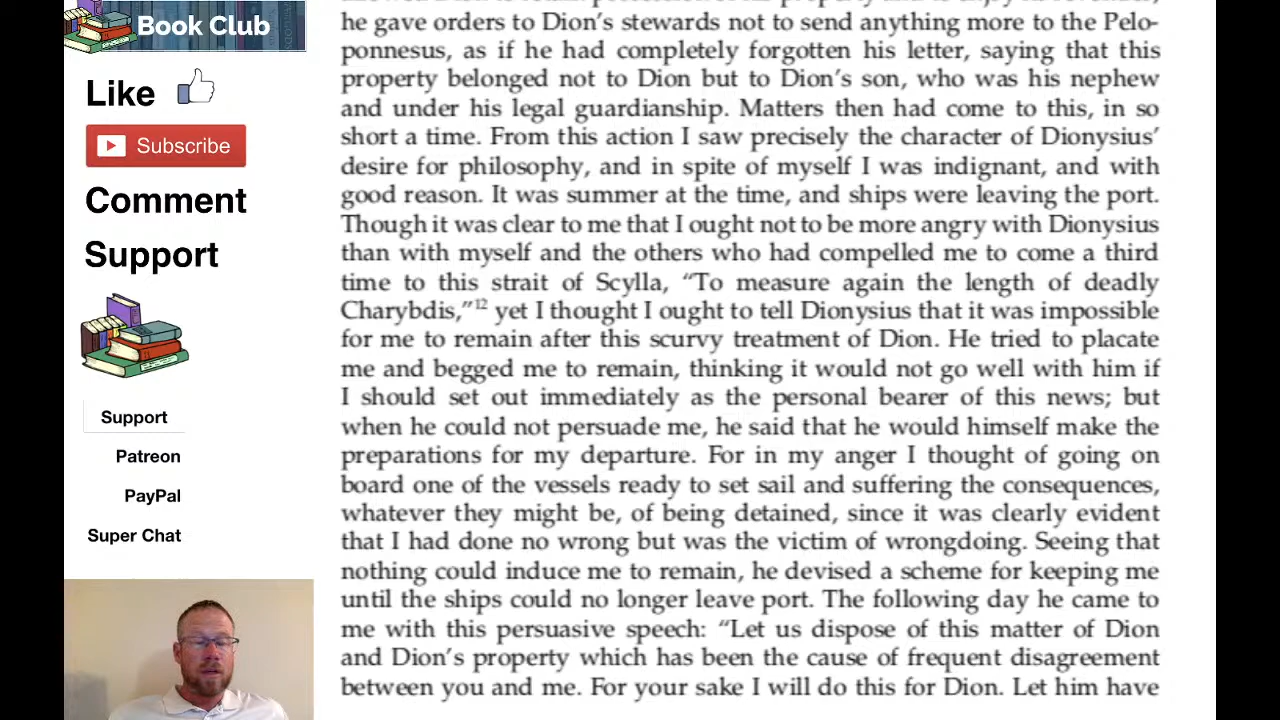 Book Club
Like
Subscribe
Comment
Support
Support
Patreon
PayPal
Super Chat
he gave orders to Dion's stewards not to send anything more to the Pelo-
ponnesus, as if he had completely forgotten his letter, saying that this
property belonged not to Dion but to Dion's son, who was his nephew
and under his legal guardianship. Matters then had come to this, in so
short a time. From this action I saw precisely the character of Dionysius'
desire for philosophy, and in spite of myself I was indignant, and with
good reason. It was summer at the time, and ships were leaving the port.
Though it was clear to me that I ought not to be more angry with Dionysius
than with myself and the others who had compelled me to come a third
time to this strait of Scylla, “To measure again the length of deadly
Charybdis,”12 yet I thought I ought to tell Dionysius that it was impossible
for me to remain after this scurvy treatment of Dion. He tried to placate
me and begged me to remain, thinking it would not go well with him if
I should set out immediately as the personal bearer of this news; but
when he could not persuade me, he said that he would himself make the
preparations for my departure. For in my anger I thought of going on
board one of the vessels ready to set sail and suffering the consequences,
whatever they might be, of being detained, since it was clearly evident
that I had done no wrong but was the victim of wrongdoing. Seeing that
nothing could induce me to remain, he devised a scheme for keeping me
until the ships could no longer leave port. The following day he came to
me with this persuasive speech: “Let us dispose of this matter of Dion
and Dion's property which has been the cause of frequent disagreement
between you and me. For your sake I will do this for Dion. Let him have